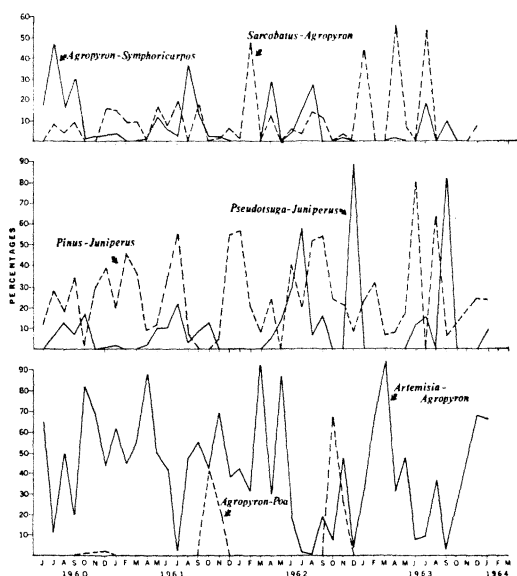 60
50
40
30
20
10
Agropyron-Symphoricarpos
Sarcobatus-Agropyron
PERCENTAGES
90
80
70
60
50
40
30
20
10
Pinus-Juniperus
Pseudotsuga-Juniperus
90
80
70
60
50
40
30
20
10
0
Artemisia-
Agropyron
Agropyron-Poa
J J A S O N D J F M A M J J A S O N D J F M A M J J A S O N D J F M A M J J A S O N D J F M
1960 1961 1962 1963 1964